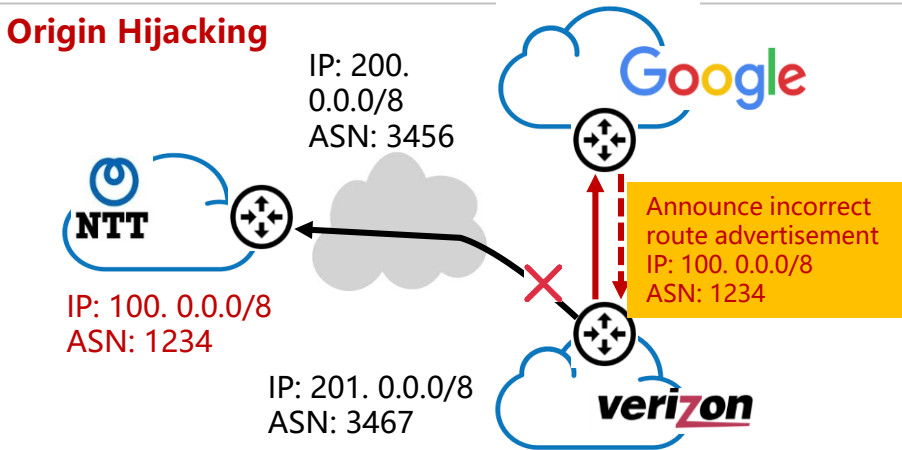 Origin Hijacking
IP: 200.
0.0.0/8
ASN: 3456
Google
NTT
IP: 100. 0.0.0/8
ASN: 1234
Announce incorrect
route advertisement
IP: 100. 0.0.0/8
ASN: 1234
IP: 201. 0.0.0/8
ASN: 3467
verizon